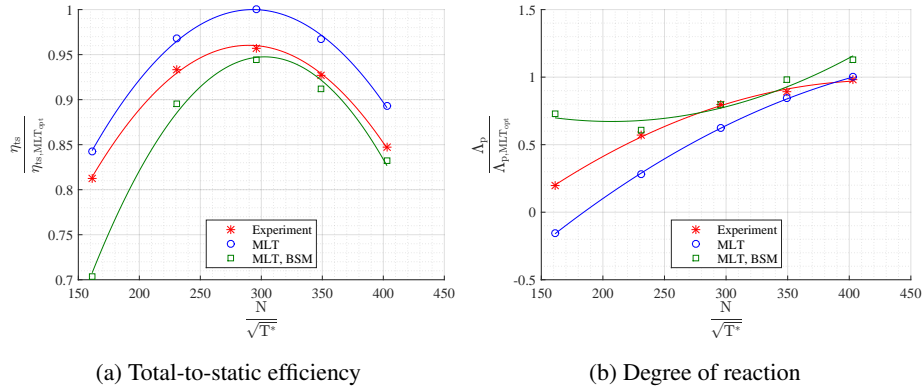 1
0.95
0.9
0.85
0.8
0.75
0.7
η_ts
η_ts,MLT_opt
150 200 250 300 350 400 450
N
√T*
Experiment
MLT
MLT, BSM
(a) Total-to-static efficiency
1.5
1
0.5
0
-0.5
Λ_p
Λ_p,MLT_opt
150 200 250 300 350 400 450
N
√T*
Experiment
MLT
MLT, BSM
(b) Degree of reaction